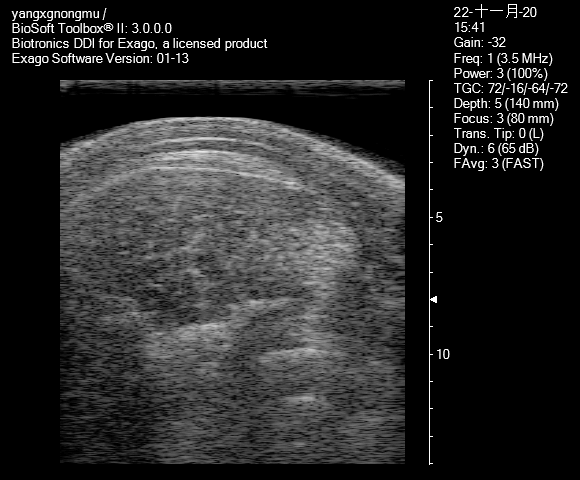 yangxgnongmu /
BioSoft Toolbox® II: 3.0.0.0
Biotronics DDI for Exago, a licensed product
Exago Software Version: 01-13
22-十一月-20
15:41
Gain: -32
Freq: 1 (3.5 MHz)
Power: 3 (100%)
TGC: 72/-16/-64/-72
Depth: 5 (140 mm)
Focus: 3 (80 mm)
Trans. Tip: 0 (L)
Dyn.: 6 (65 dB)
FAvg: 3 (FAST)
5
10